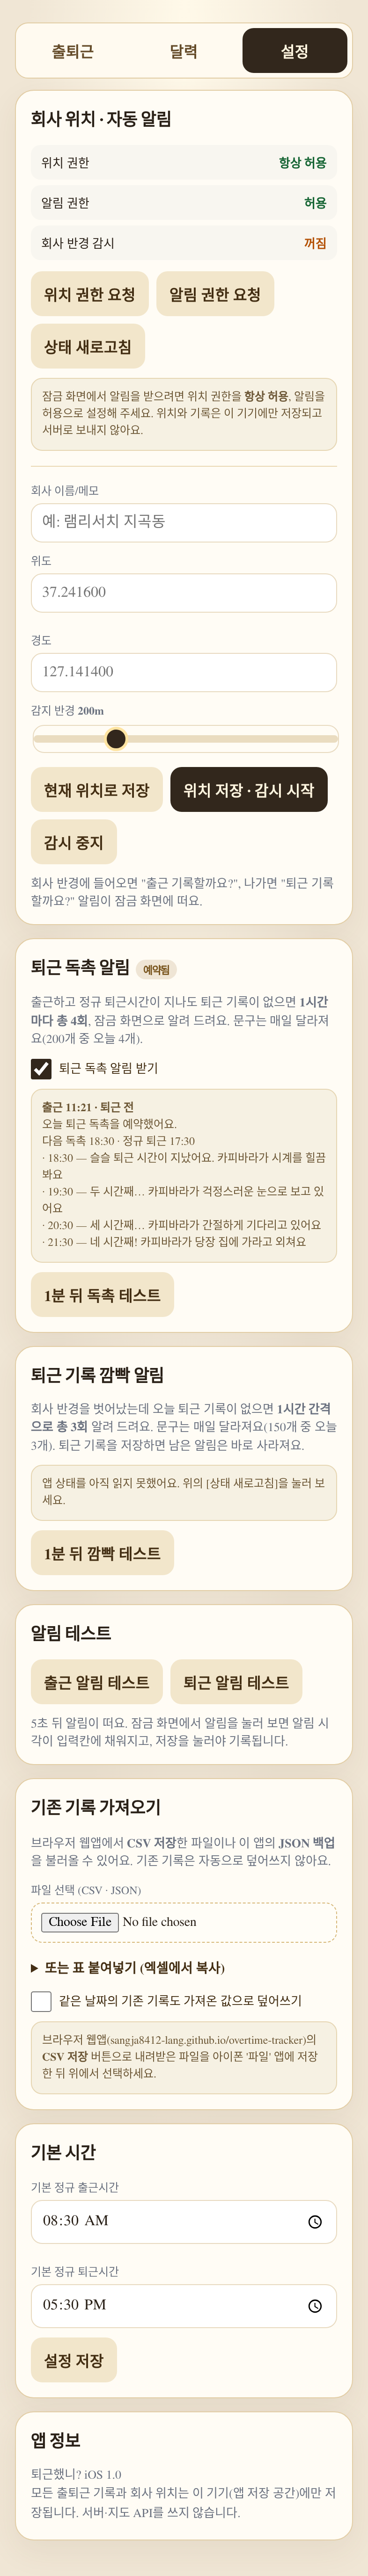 출퇴근 달력 설정
회사 위치 · 자동 알림
위치 권한 항상 허용
알림 권한 허용
회사 반경 감시 꺼짐
위치 권한 요청 알림 권한 요청
상태 새로고침
잠금 화면에서 알림을 받으려면 위치 권한을 항상 허용, 알림을
허용으로 설정해 주세요. 위치와 기록은 이 기기에만 저장되고
서버로 보내지 않아요.
회사 이름/메모
예: 램리서치 지곡동
위도
37.241600
경도
127.141400
감지 반경 200m
현재 위치로 저장 위치 저장 · 감시 시작
감시 중지
회사 반경에 들어오면 "출근 기록할까요?", 나가면 "퇴근 기록
할까요?" 알림이 잠금 화면에 떠요.
퇴근 독촉 알림 예약됨
출근하고 정규 퇴근시간이 지나도 퇴근 기록이 없으면 1시간
마다 총 4회, 잠금 화면으로 알려 드려요. 문구는 매일 달라져
요(200개 중 오늘 4개).
퇴근 독촉 알림 받기
출근 11:21 · 퇴근 전
오늘 퇴근 독촉을 예약했어요.
다음 독촉 18:30 · 정규 퇴근 17:30
· 18:30 — 슬슬 퇴근 시간이 지났어요. 카피바라가 시계를 힐끔
봐요
· 19:30 — 두 시간째… 카피바라가 걱정스러운 눈으로 보고 있
어요
· 20:30 — 세 시간째… 카피바라가 간절하게 기다리고 있어요
· 21:30 — 네 시간째! 카피바라가 당장 집에 가라고 외쳐요
1분 뒤 독촉 테스트
퇴근 기록 깜빡 알림
회사 반경을 벗어났는데 오늘 퇴근 기록이 없으면 1시간 간격
으로 총 3회 알려 드려요. 문구는 매일 달라져요(150개 중 오늘
3개). 퇴근 기록을 저장하면 남은 알림은 바로 사라져요.
앱 상태를 아직 읽지 못했어요. 위의 [상태 새로고침]을 눌러 보
세요.
1분 뒤 깜빡 테스트
알림 테스트
출근 알림 테스트 퇴근 알림 테스트
5초 뒤 알림이 떠요. 잠금 화면에서 알림을 눌러 보면 알림 시
각이 입력칸에 채워지고, 저장을 눌러야 기록됩니다.
기존 기록 가져오기
브라우저 웹앱에서 CSV 저장한 파일이나 이 앱의 JSON 백업
을 불러올 수 있어요. 기존 기록은 자동으로 덮어쓰지 않아요.
파일 선택 (CSV · JSON)
Choose File No file chosen
또는 표 붙여넣기 (엑셀에서 복사)
같은 날짜의 기존 기록도 가져온 값으로 덮어쓰기
브라우저 웹앱(sangja8412-lang.github.io/overtime-tracker)의
CSV 저장 버튼으로 내려받은 파일을 아이폰 '파일' 앱에 저장
한 뒤 위에서 선택하세요.
기본 시간
기본 정규 출근시간
08:30 AM
기본 정규 퇴근시간
05:30 PM
설정 저장
앱 정보
퇴근했니? iOS 1.0
모든 출퇴근 기록과 회사 위치는 이 기기(앱 저장 공간)에만 저
장됩니다. 서버·지도 API를 쓰지 않습니다.